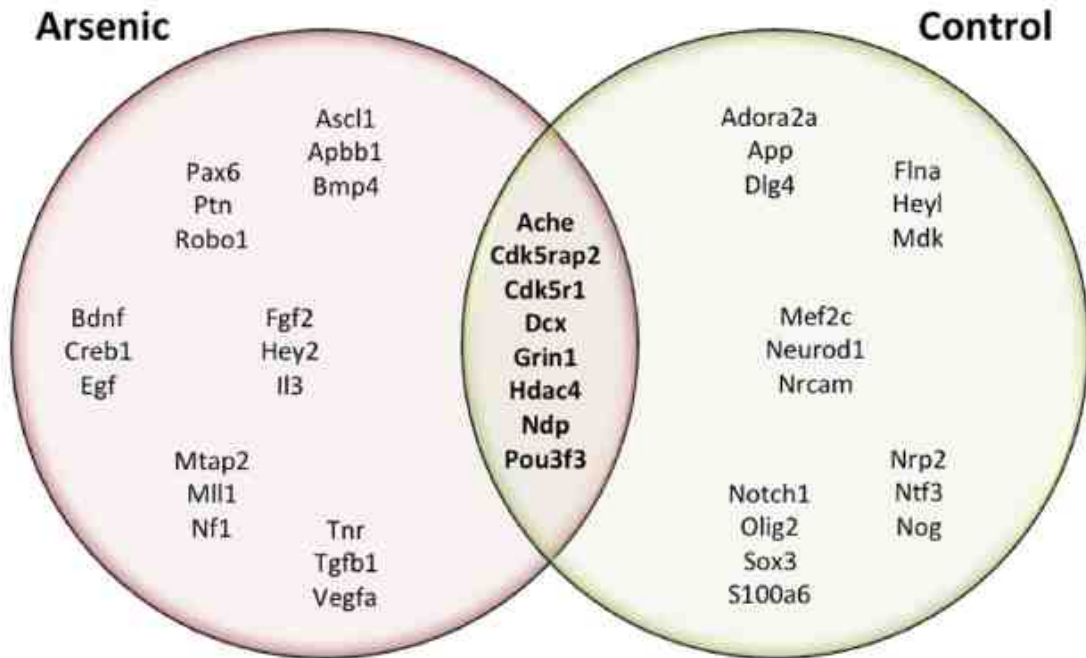 Arsenic
Control
Ascl1
Apbb1
Bmp4
Pax6
Ptn
Robo1
Bdnf
Creb1
Egf
Fgf2
Hey2
Il3
Mtap2
Mll1
Nf1
Tnr
Tgfb1
Vegfa
Ache
Cdk5rap2
Cdk5r1
Dcx
Grin1
Hdac4
Ndp
Pou3f3
Adora2a
App
Dlg4
Flna
Heyl
Mdk
Mef2c
Neurod1
Nrcam
Nrp2
Ntf3
Nog
Notch1
Olig2
Sox3
S100a6